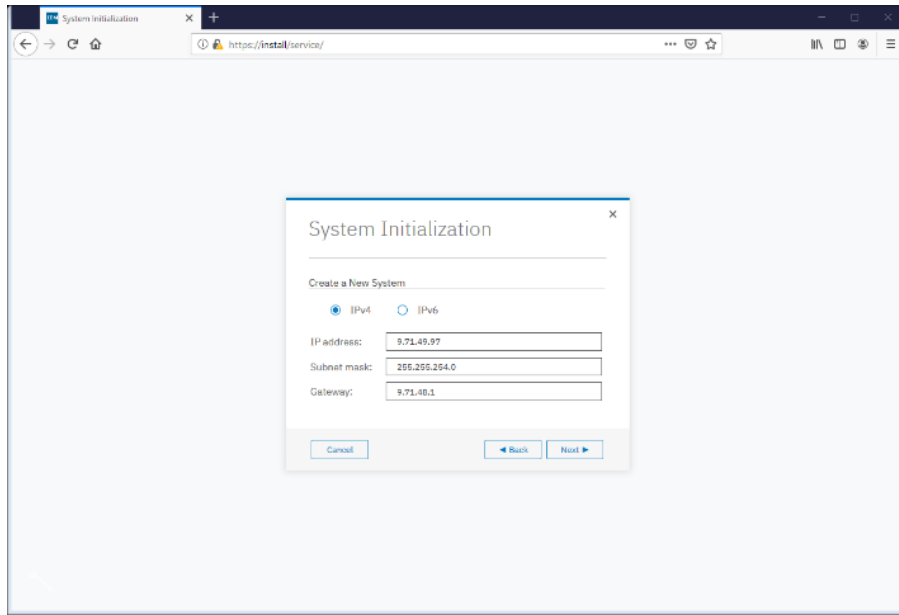 IBM System Initialization
https://install/service/
System Initialization
Create a New System
IPv4 IPv6
IP address: 9.71.49.97
Subnet mask: 255.255.254.0
Gateway: 9.71.48.1
Cancel Back Next